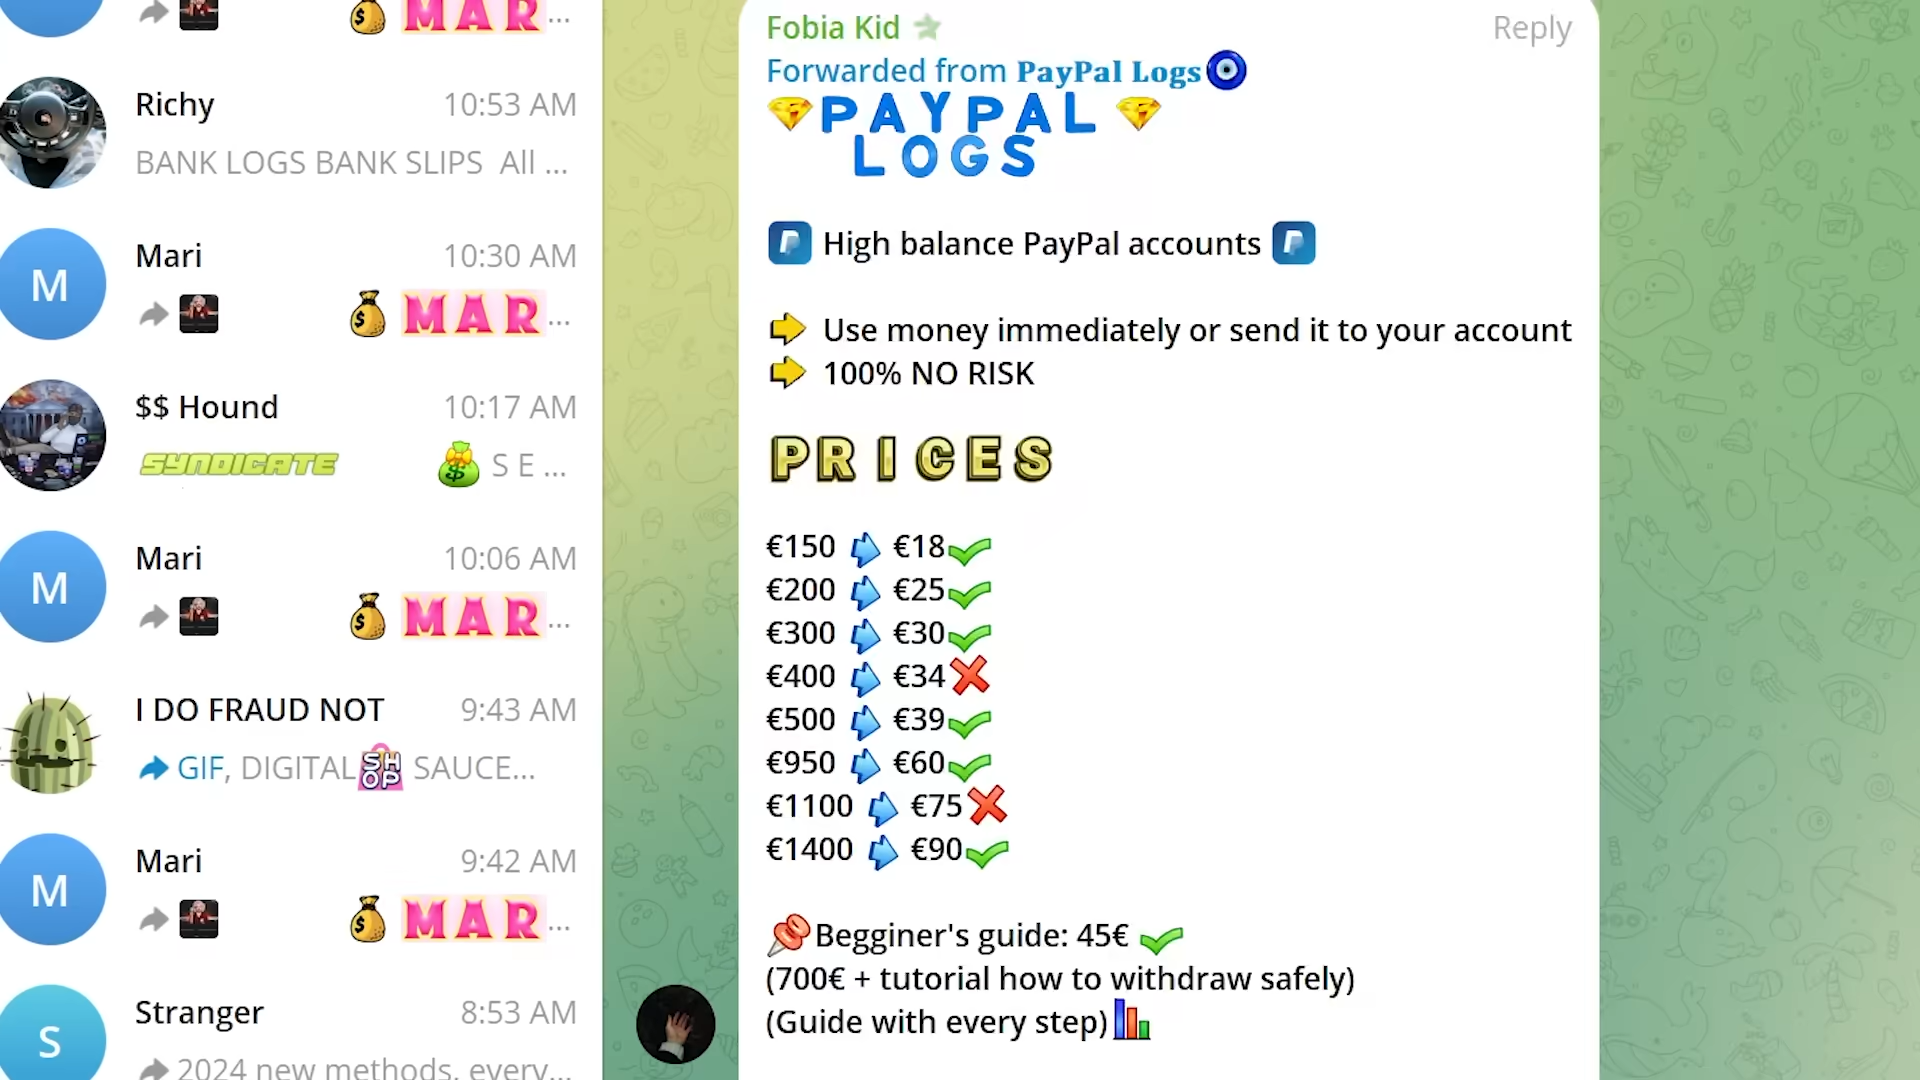 MAR...
Richy 10:53 AM
BANK LOGS BANK SLIPS All ...
M
Mari 10:30 AM
MAR...
$$ Hound 10:17 AM
SYNDICATE S E ...
M
Mari 10:06 AM
MAR...
I DO FRAUD NOT 9:43 AM
GIF, DIGITAL SHOP SAUCE...
M
Mari 9:42 AM
MAR...
S
Stranger 8:53 AM
2024 new methods, every...
Fobia Kid Reply
Forwarded from PayPal Logs
PAYPAL
LOGS
High balance PayPal accounts
Use money immediately or send it to your account
100% NO RISK
PRICES
€150 €18
€200 €25
€300 €30
€400 €34
€500 €39
€950 €60
€1100 €75
€1400 €90
Begginer's guide: 45€
(700€ + tutorial how to withdraw safely)
(Guide with every step)